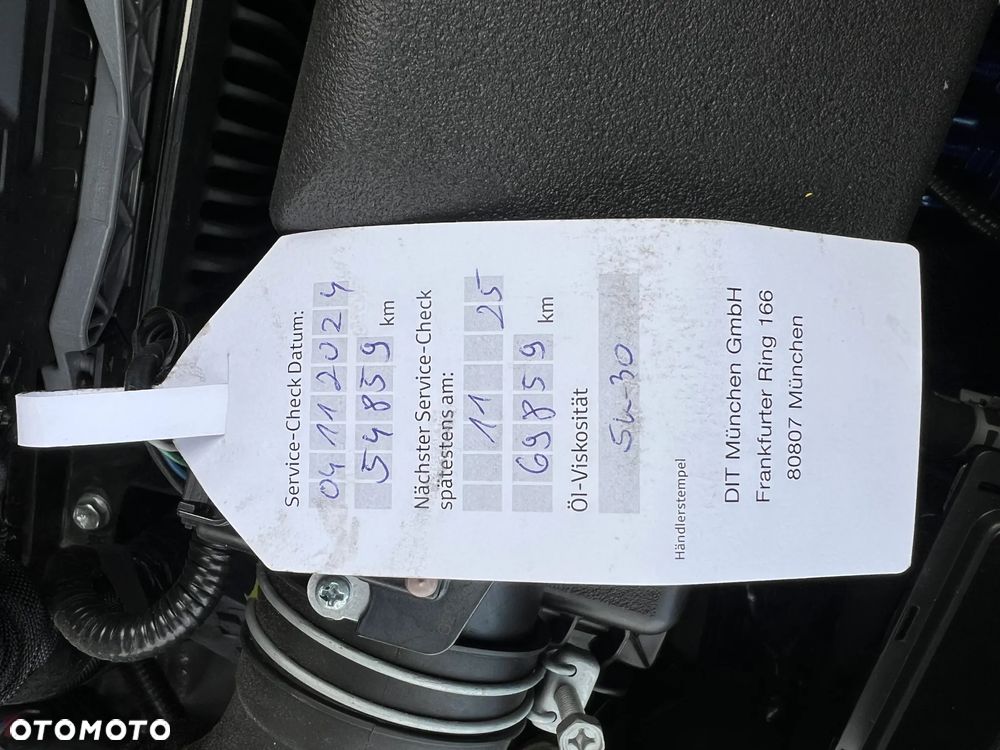 Service-Check Datum:
04 11 2024
54859 km
Nächster Service-Check
spätestens am:
11 25
69859 km
Öl-Viskosität
5w-30
Händlerstempel
DIT München GmbH
Frankfurter Ring 166
80807 München
OTOMOTO